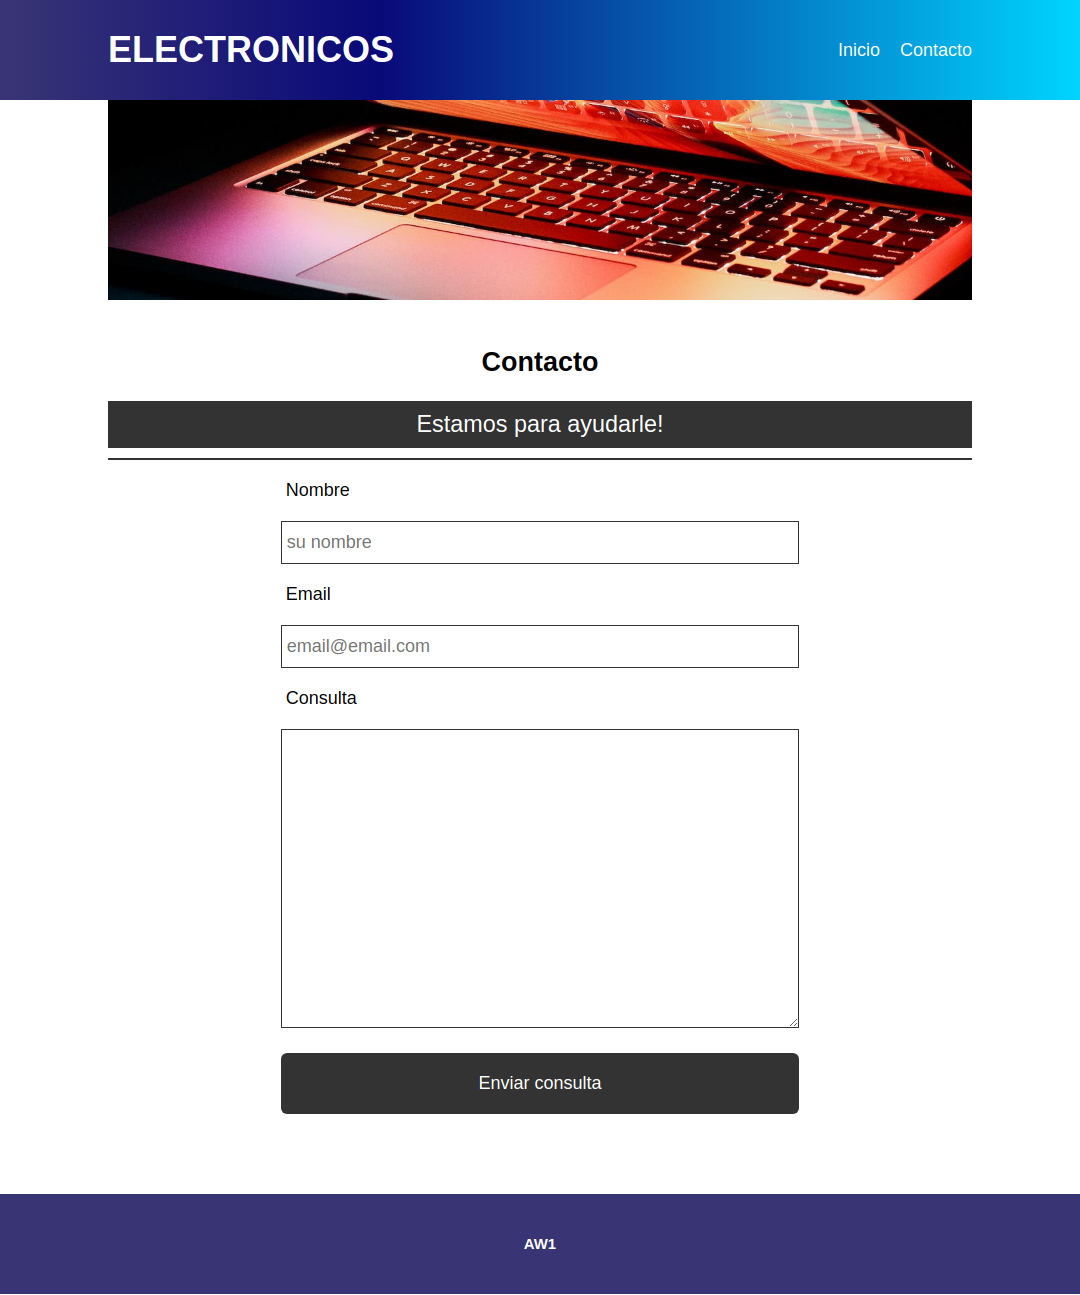 ELECTRONICOS
Inicio Contacto
Contacto
Estamos para ayudarle!
Nombre
su nombre
Email
email@email.com
Consulta
Enviar consulta
AW1